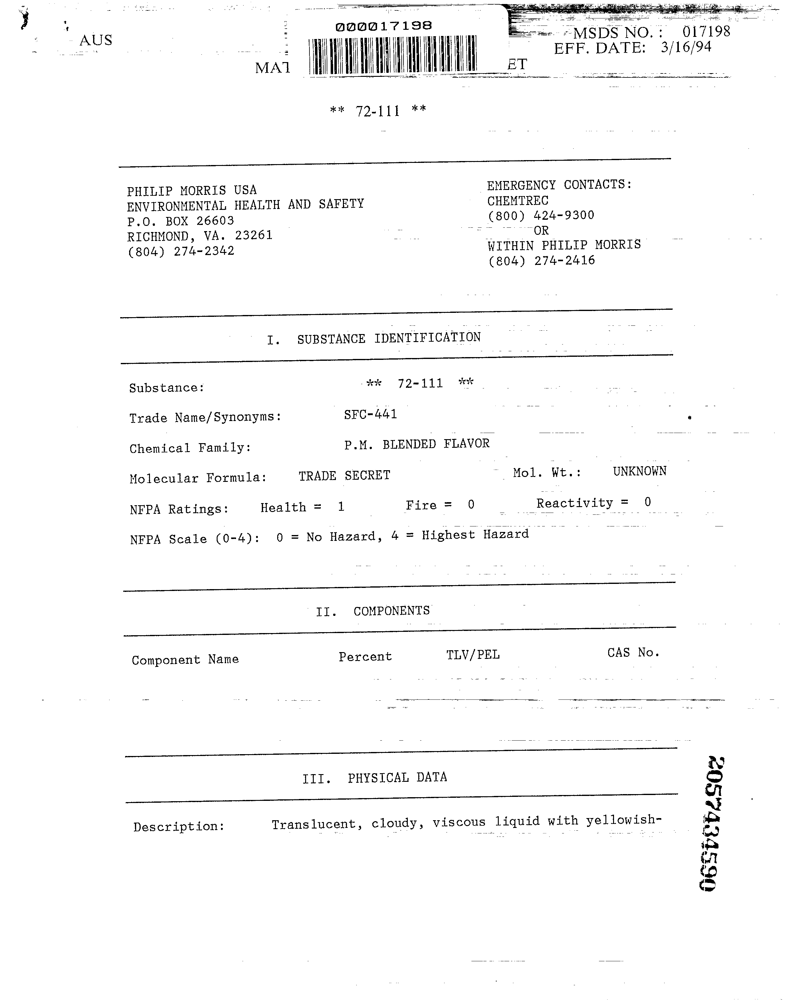 000017198
MSDS NO. : 017198
AUS
EFF. DATE: 3/16/94
MAT ET
** 72-111 **
PHILIP MORRIS USA
ENVIRONMENTAL HEALTH AND SAFETY
P.O. BOX 26603
RICHMOND, VA. 23261
(804) 274-2342
EMERGENCY CONTACTS:
CHEMTREC
(800) 424-9300
OR
WITHIN PHILIP MORRIS
(804) 274-2416
I. SUBSTANCE IDENTIFICATION
Substance: ** 72-111 **
Trade Name/Synonyms: SFC-441
Chemical Family: P.M. BLENDED FLAVOR
Molecular Formula: TRADE SECRET Mol. Wt.: UNKNOWN
NFPA Ratings: Health = 1 Fire = 0 Reactivity = 0
NFPA Scale (0-4): 0 = No Hazard, 4 = Highest Hazard
II. COMPONENTS
Component Name Percent TLV/PEL CAS No.
III. PHYSICAL DATA
Description: Translucent, cloudy, viscous liquid with yellowish-
2057434590